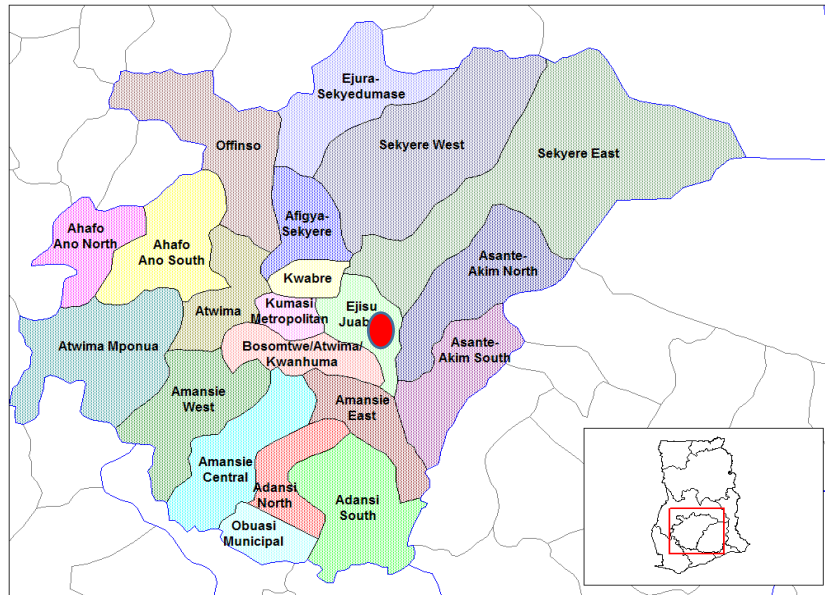 Ejura-
Sekyedumase
Offinso
Sekyere West
Sekyere East
Afigya-
Sekyere
Ahafo
Ano North
Ahafo
Ano South
Asante-
Akim North
Kwabre
Atwima
Kumasi
Metropolitan
Ejisu
Atwima Mponua
Bosomtwe/Atwima/
Kwanhuma
Asante-
Akim South
Amansie
West
Amansie
East
Amansie
Central
Adansi
North
Adansi
South
Obuasi
Municipal